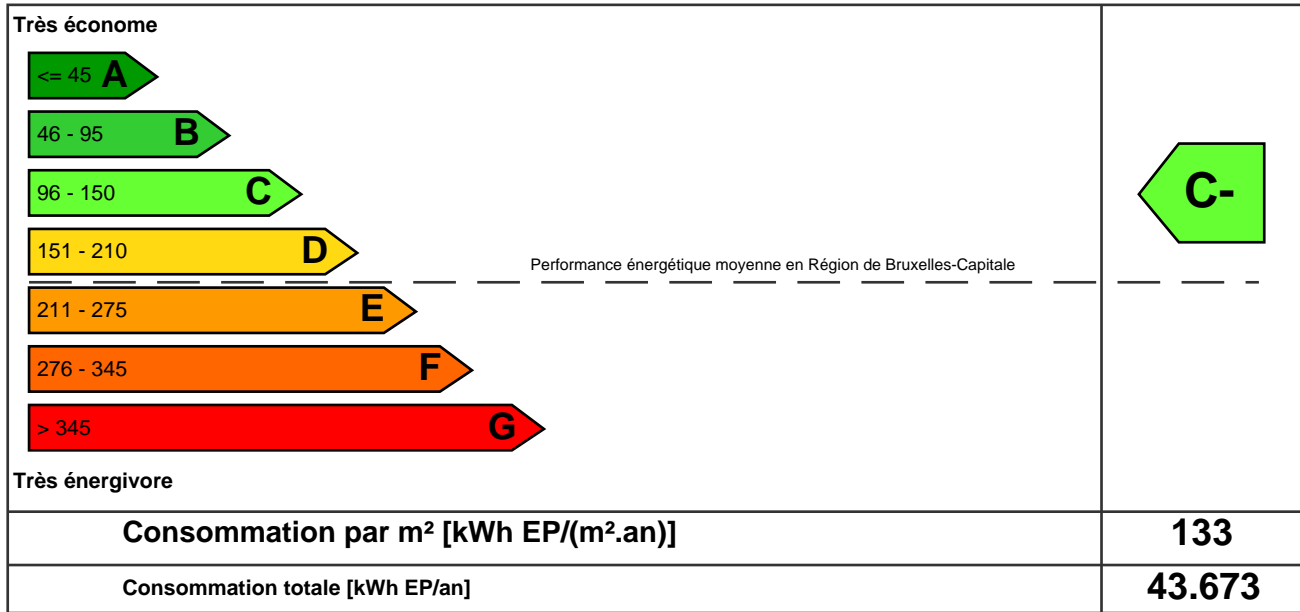 Très économe
<= 45 A
46 - 95 B
96 - 150 C
C-
151 - 210 D
Performance énergétique moyenne en Région de Bruxelles-Capitale
211 - 275 E
276 - 345 F
> 345 G
Très énergivore
Consommation par m² [kWh EP/(m².an)] 133
Consommation totale [kWh EP/an] 43.673